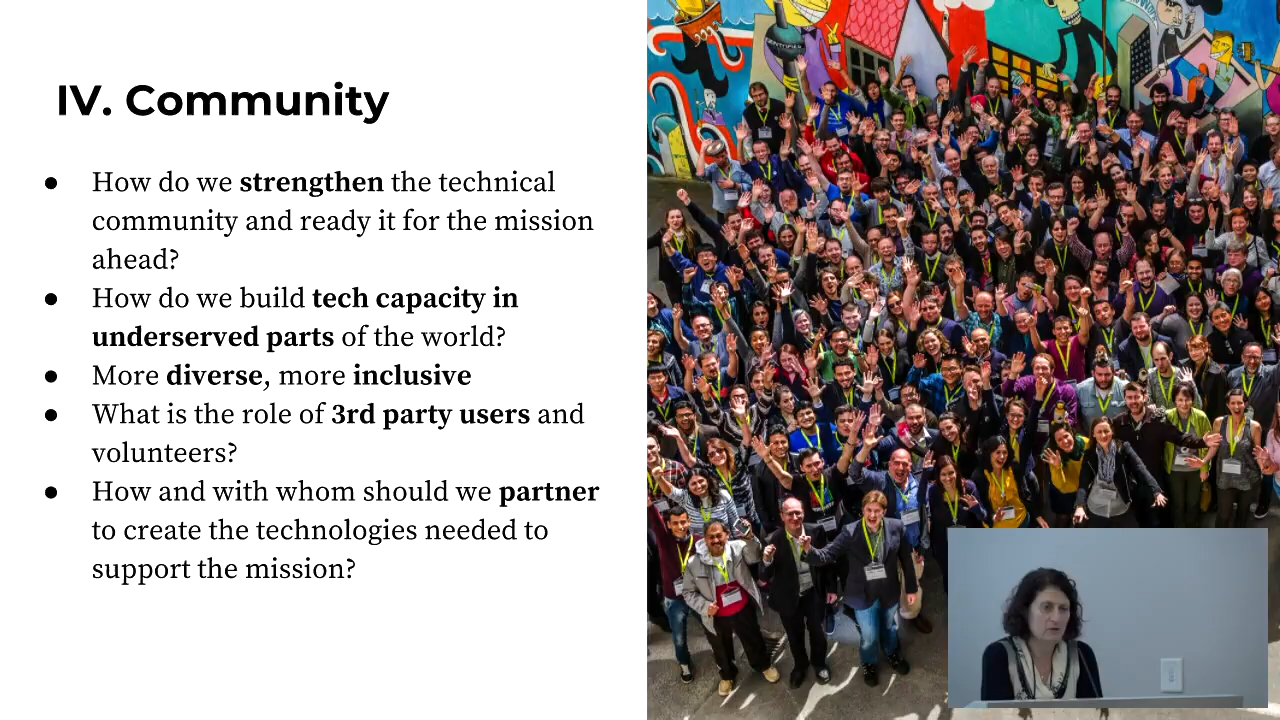 IV. Community
● How do we strengthen the technical
community and ready it for the mission
ahead?
● How do we build tech capacity in
underserved parts of the world?
● More diverse, more inclusive
● What is the role of 3rd party users and
volunteers?
● How and with whom should we partner
to create the technologies needed to
support the mission?